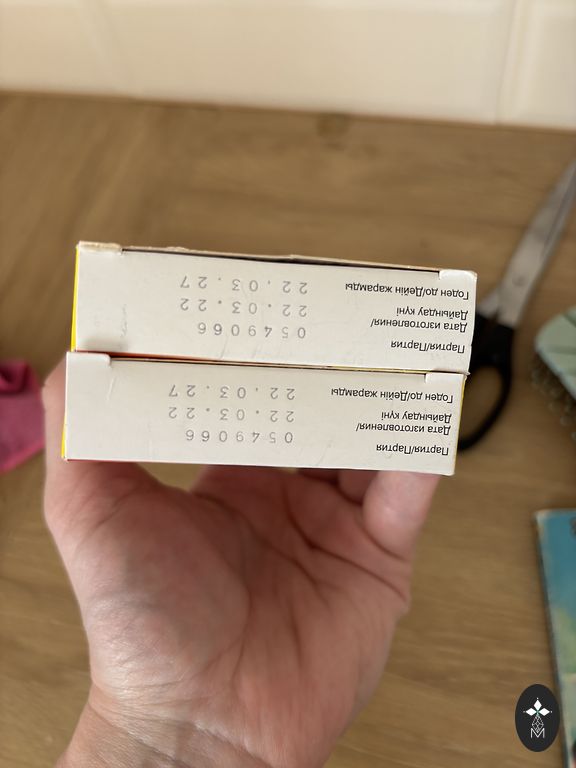 Партия/Партия 0549066
Дата изготовления/
Дайындау күні 22.03.22
Годен до/Дейін жарамды 22.03.27
Партия/Партия 0549066
Дата изготовления/
Дайындау күні 22.03.22
Годен до/Дейін жарамды 22.03.27
M